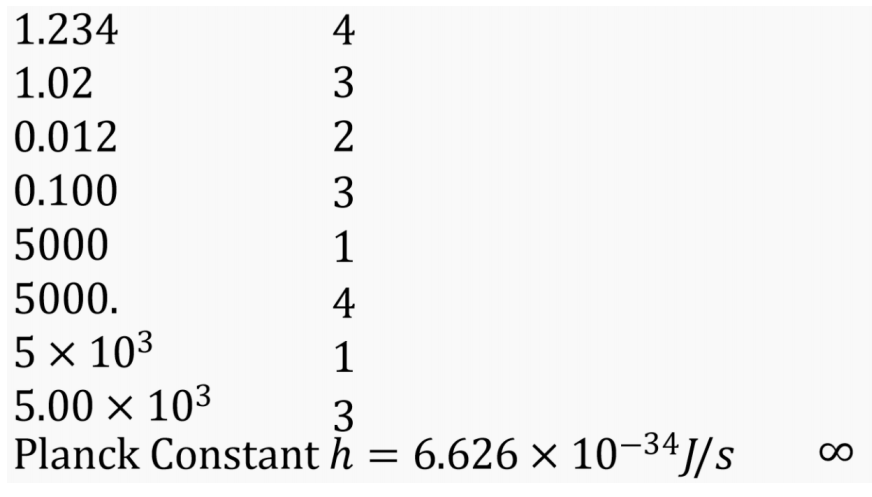 1.234 4
1.02 3
0.012 2
0.100 3
5000 1
5000. 4
5 × 10³ 1
5.00 × 10³ 3
Planck Constant h = 6.626 × 10⁻³⁴J/s ∞